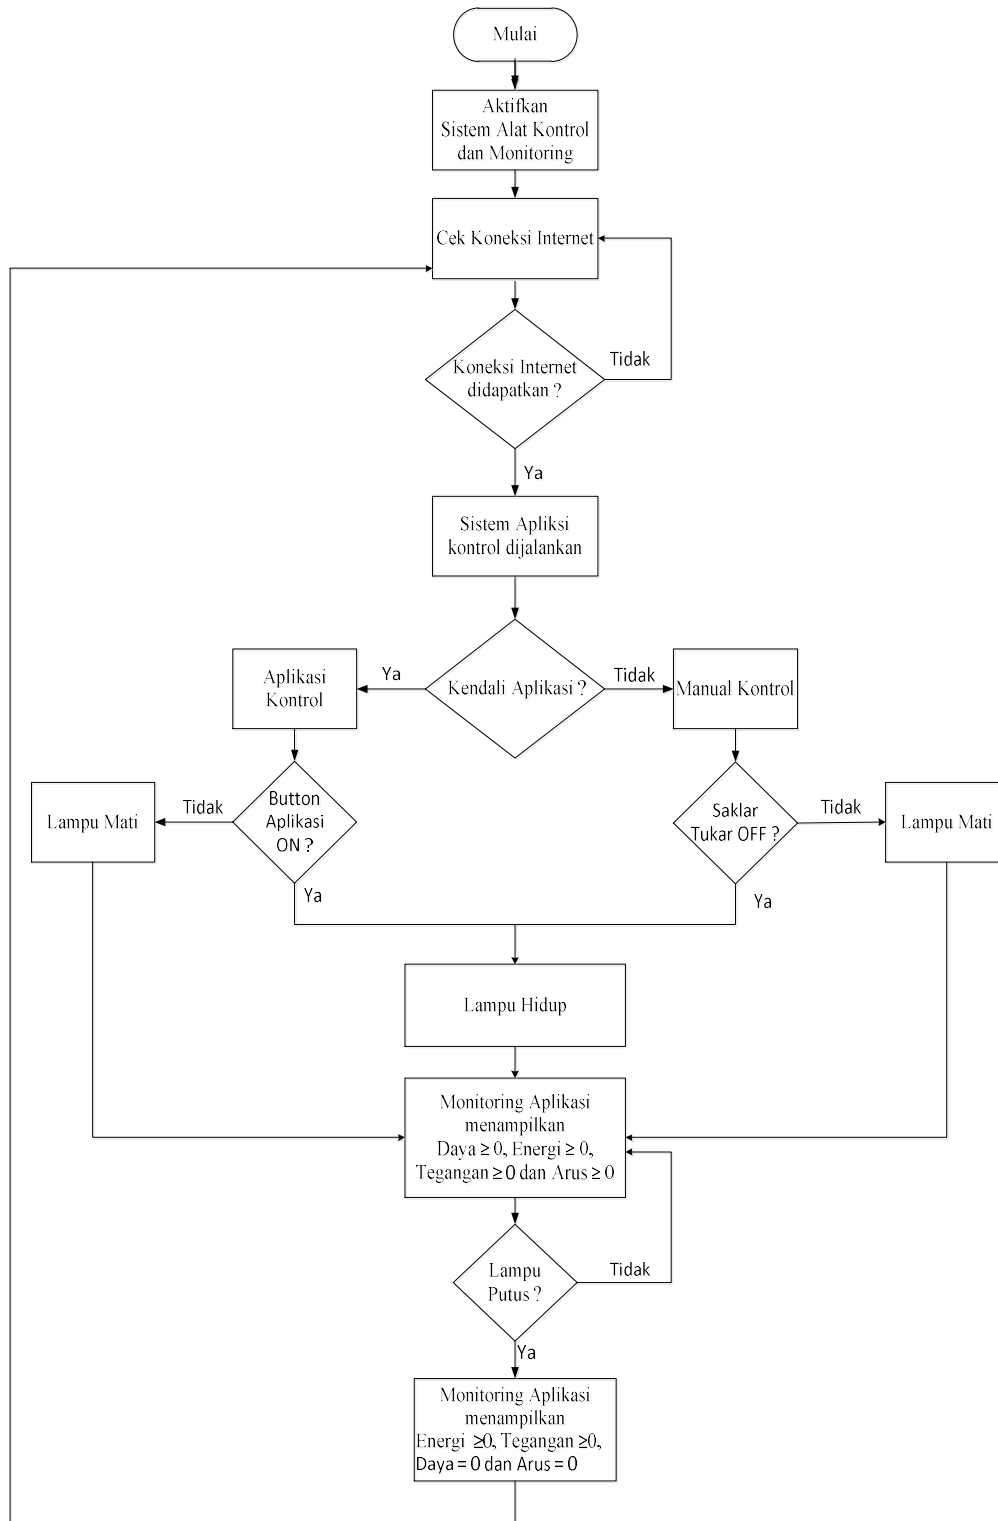 Mulai
Aktifkan
Sistem Alat Kontrol
dan Monitoring
Cek Koneksi Internet
Koneksi Internet
didapatkan ?
Tidak
Ya
Sistem Apliksi
kontrol dijalankan
Kendali Aplikasi ?
Ya
Tidak
Aplikasi
Kontrol
Manual Kontrol
Button
Aplikasi
ON ?
Tidak
Lampu Mati
Ya
Saklar
Tukar OFF ?
Tidak
Lampu Mati
Ya
Lampu Hidup
Monitoring Aplikasi
menampilkan
Daya ≥ 0, Energi ≥ 0,
Tegangan ≥ 0 dan Arus ≥ 0
Lampu
Putus ?
Tidak
Ya
Monitoring Aplikasi
menampilkan
Energi ≥0, Tegangan ≥0,
Daya = 0 dan Arus = 0